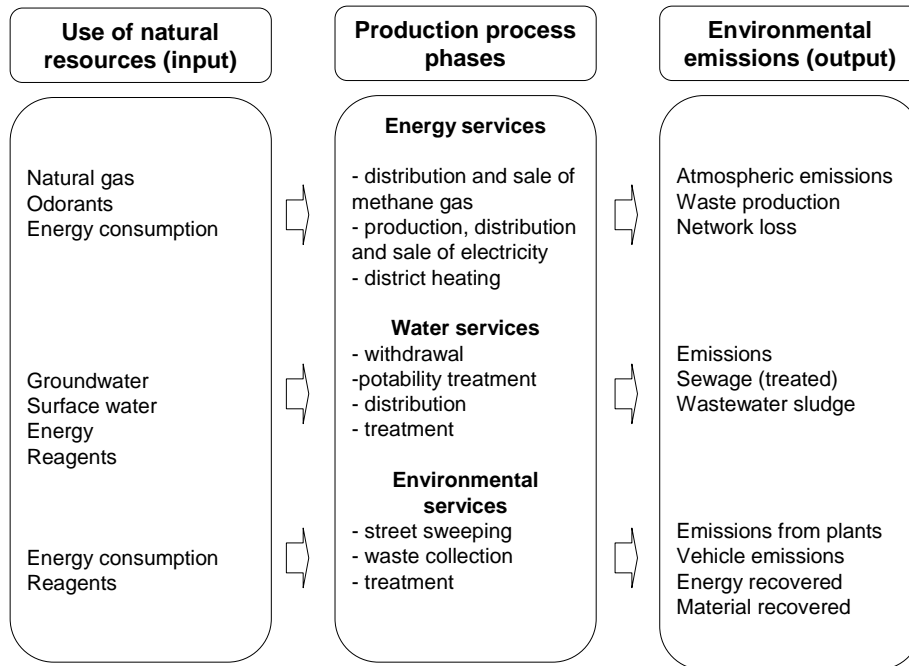 Use of natural
resources (input)
Production process
phases
Environmental
emissions (output)
Natural gas
Odorants
Energy consumption
Energy services
- distribution and sale of
methane gas
- production, distribution
and sale of electricity
- district heating
Atmospheric emissions
Waste production
Network loss
Groundwater
Surface water
Energy
Reagents
Water services
- withdrawal
-potability treatment
- distribution
- treatment
Emissions
Sewage (treated)
Wastewater sludge
Energy consumption
Reagents
Environmental
services
- street sweeping
- waste collection
- treatment
Emissions from plants
Vehicle emissions
Energy recovered
Material recovered